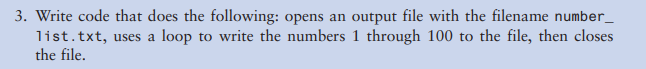 3. Write code that does the following: opens an output file with the filename number_
list.txt, uses a loop to write the numbers 1 through 100 to the file, then closes
the file.